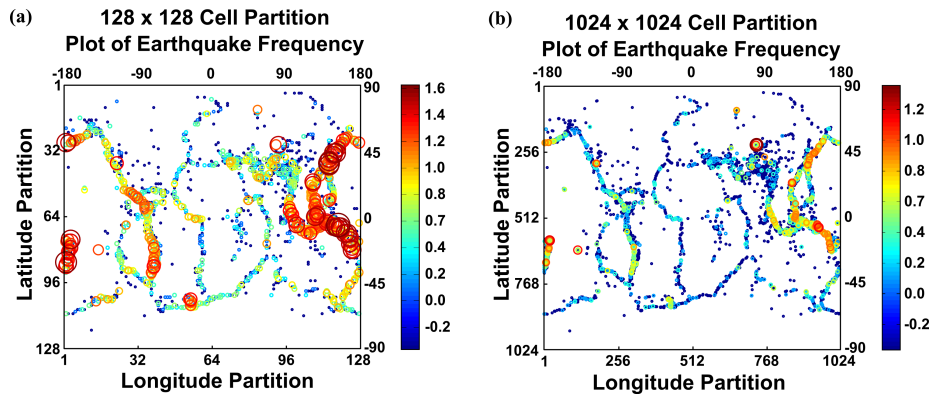 (a)
128 x 128 Cell Partition
Plot of Earthquake Frequency
-180 -90 0 90 180
1 32 64 96 128
Latitude Partition
90 45 0 -45 -90
1 32 64 96 128
Longitude Partition
1.6
1.4
1.2
1.0
0.8
0.6
0.4
0.2
0.0
-0.2
(b)
1024 x 1024 Cell Partition
Plot of Earthquake Frequency
-180 -90 0 90 180
1 256 512 768 1024
Latitude Partition
90 45 0 -45 -90
1 256 512 768 1024
Longitude Partition
1.2
1.0
0.8
0.6
0.4
0.2
0.0
-0.2